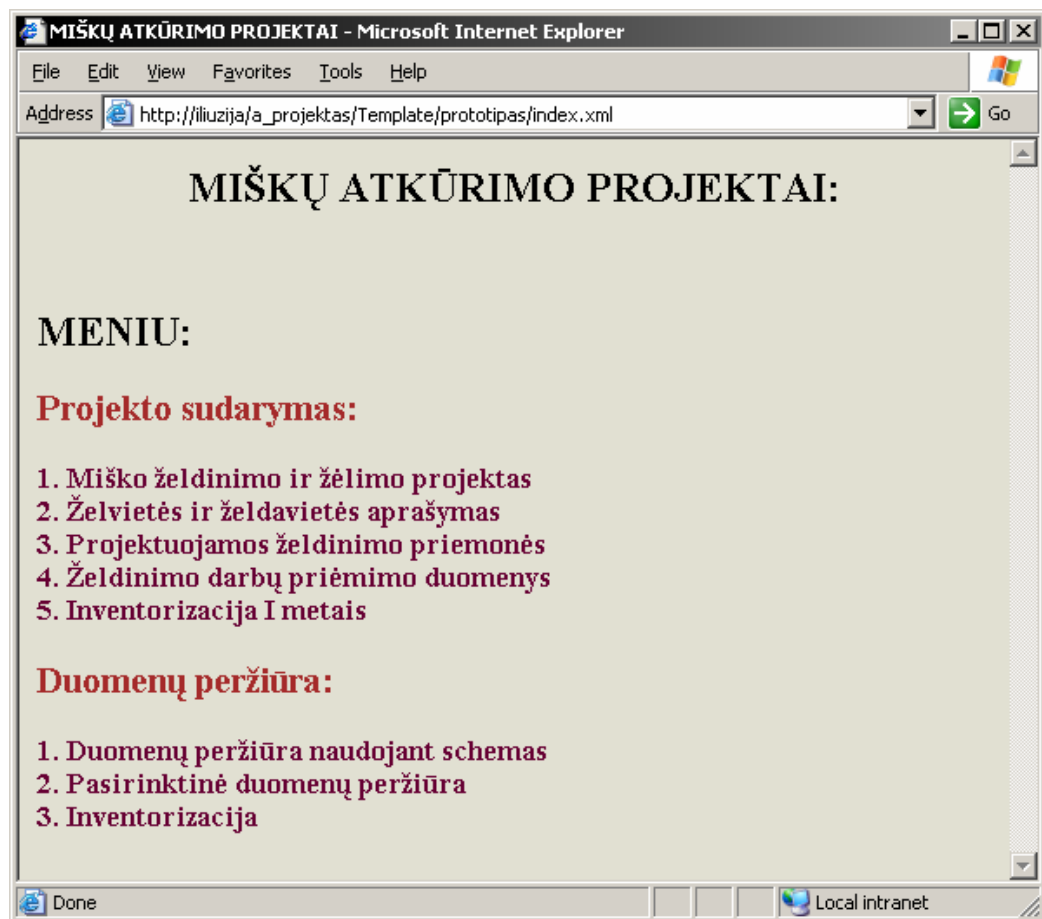 MIŠKŲ ATKŪRIMO PROJEKTAI - Microsoft Internet Explorer
File Edit View Favorites Tools Help
Address http://iliuzija/a_projektas/Template/prototipas/index.xml Go
MIŠKŲ ATKŪRIMO PROJEKTAI:
MENIU:
Projekto sudarymas:
1. Miško želdinimo ir žėlimo projektas
2. Želvietės ir želdavietės aprašymas
3. Projektuojamos želdinimo priemonės
4. Želdinimo darbų priėmimo duomenys
5. Inventorizacija I metais
Duomenų peržiūra:
1. Duomenų peržiūra naudojant schemas
2. Pasirinktinė duomenų peržiūra
3. Inventorizacija
Done Local intranet